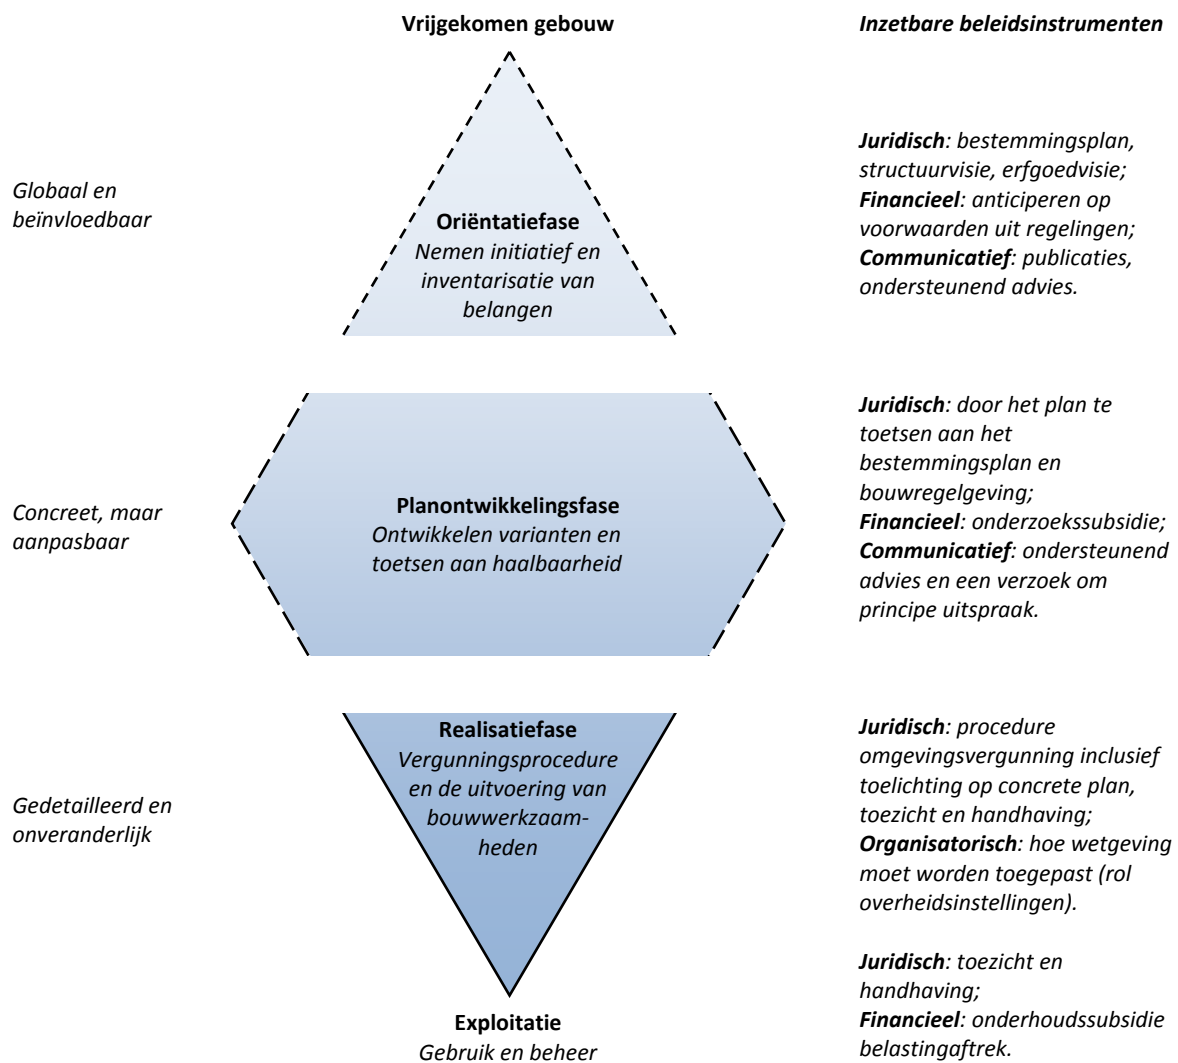 Vrijgekomen gebouw
Inzetbare beleidsinstrumenten
Globaal en
beïnvloedbaar
Oriëntatiefase
Nemen initiatief en
inventarisatie van
belangen
Juridisch: bestemmingsplan,
structuurvisie, erfgoedvisie;
Financieel: anticiperen op
voorwaarden uit regelingen;
Communicatief: publicaties,
ondersteunend advies.
Concreet, maar
aanpasbaar
Planontwikkelingsfase
Ontwikkelen varianten en
toetsen aan haalbaarheid
Juridisch: door het plan te
toetsen aan het
bestemmingsplan en
bouwregelgeving;
Financieel: onderzoekssubsidie;
Communicatief: ondersteunend
advies en een verzoek om
principe uitspraak.
Gedetailleerd en
onveranderlijk
Realisatiefase
Vergunningsprocedure
en de uitvoering van
bouwwerkzaam-
heden
Juridisch: procedure
omgevingsvergunning inclusief
toelichting op concrete plan,
toezicht en handhaving;
Organisatorisch: hoe wetgeving
moet worden toegepast (rol
overheidsinstellingen).
Exploitatie
Gebruik en beheer
Juridisch: toezicht en
handhaving;
Financieel: onderhoudssubsidie
belastingaftrek.